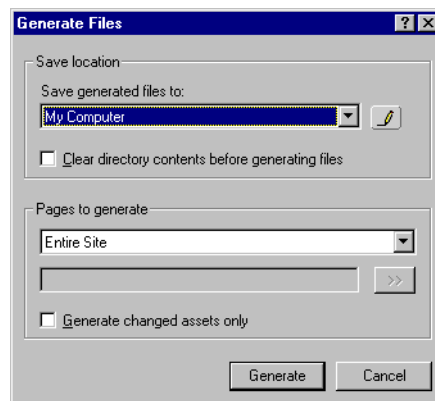 Generate Files
Save location
Save generated files to:
My Computer
Clear directory contents before generating files
Pages to generate
Entire Site
>>
Generate changed assets only
Generate Cancel